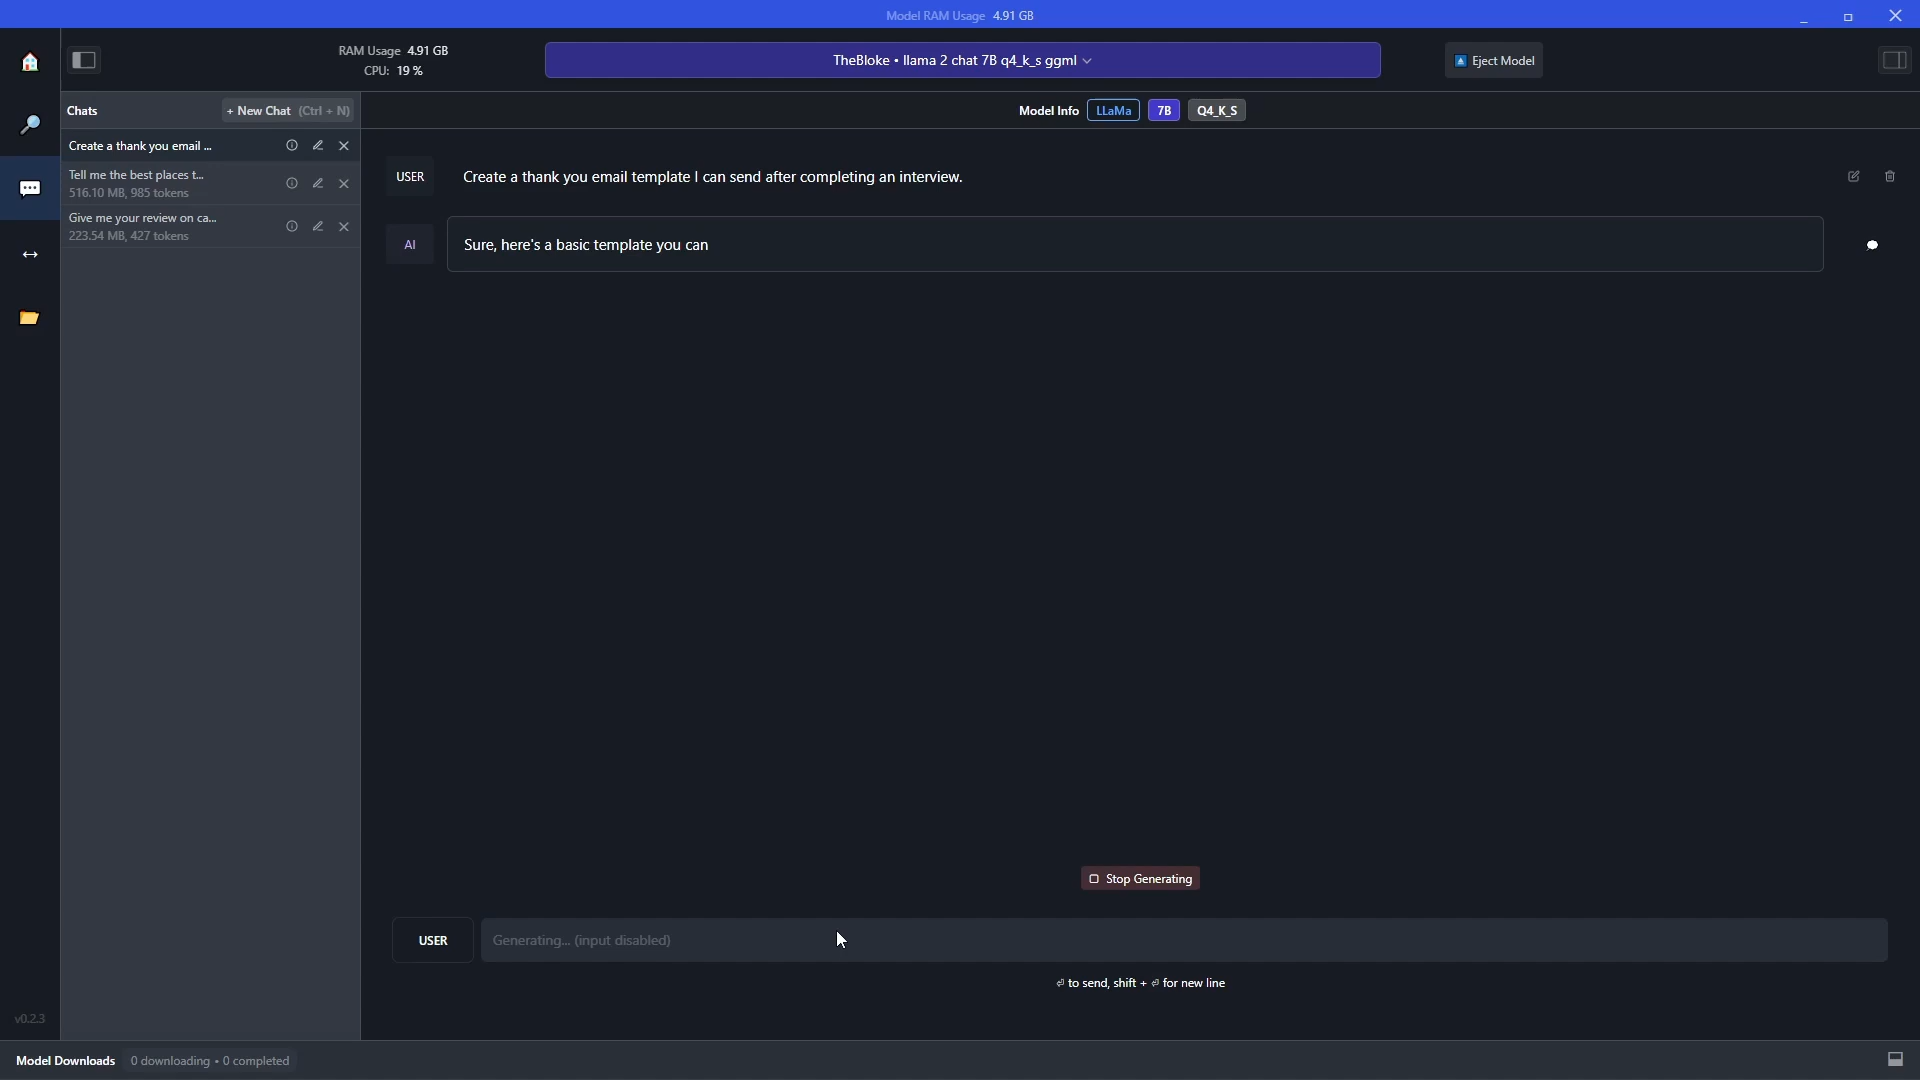 Model RAM Usage 4.91 GB
RAM Usage 4.91 GB
CPU: 19 %
TheBloke • llama 2 chat 7B q4_k_s ggml
Eject Model
Chats
+ New Chat (Ctrl + N)
Model Info LLaMa 7B Q4_K_S
Create a thank you email ...
Tell me the best places t...
516.10 MB, 985 tokens
Give me your review on ca...
223.54 MB, 427 tokens
USER
Create a thank you email template I can send after completing an interview.
AI
Sure, here's a basic template you can
Stop Generating
USER
Generating... (input disabled)
⏎ to send, shift + ⏎ for new line
v0.2.3
Model Downloads 0 downloading • 0 completed